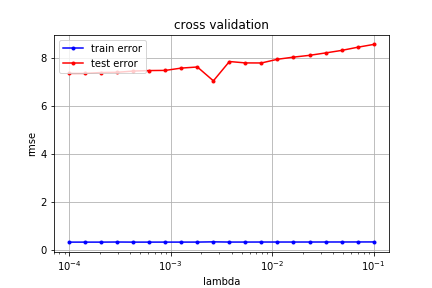 cross validation
train error
test error
8
6
4
2
0
rmse
10⁻⁴
10⁻³
10⁻²
10⁻¹
lambda